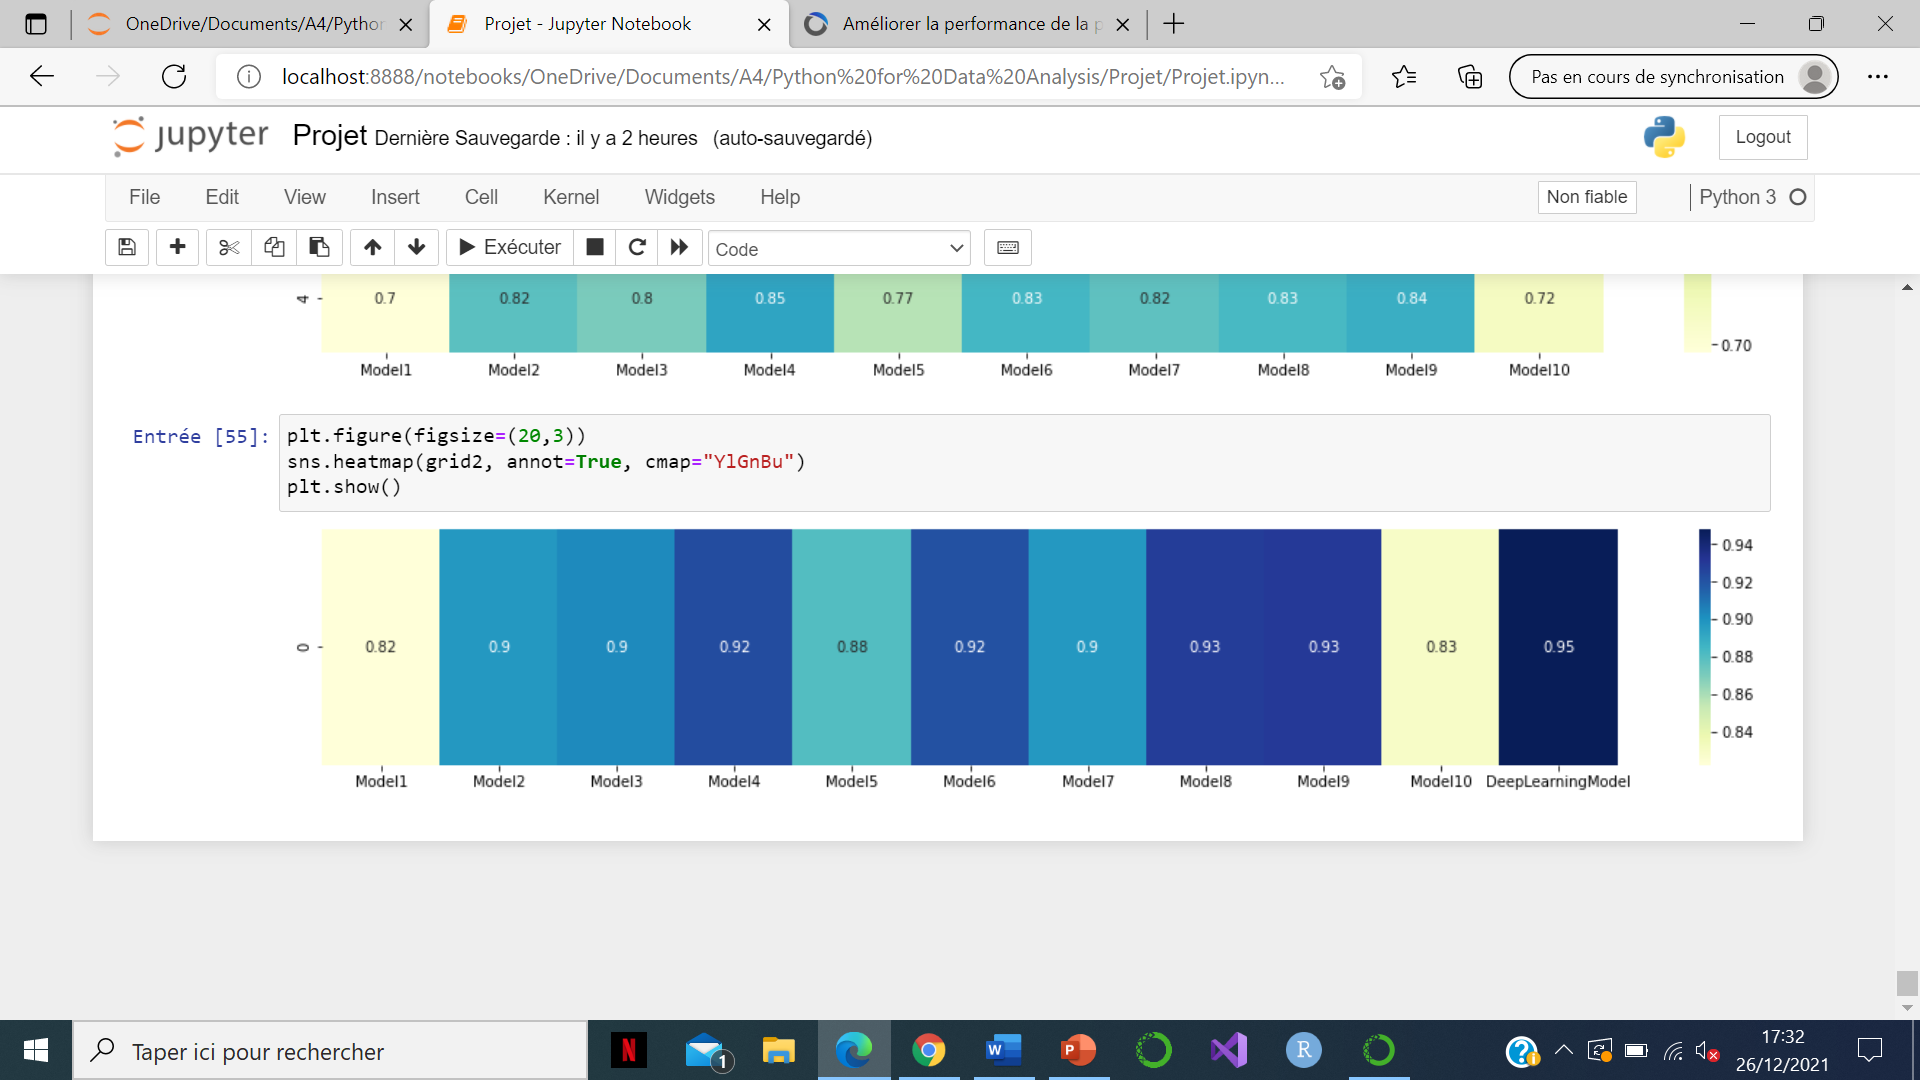 OneDrive/Documents/A4/Python
Projet - Jupyter Notebook
Améliorer la performance de la p
localhost:8888/notebooks/OneDrive/Documents/A4/Python%20for%20Data%20Analysis/Projet/Projet.ipyn...
Pas en cours de synchronisation
jupyter Projet Dernière Sauvegarde : il y a 2 heures (auto-sauvegardé)
Logout
File Edit View Insert Cell Kernel Widgets Help
Non fiable
Python 3
Exécuter
Code
4 0.7 0.82 0.8 0.85 0.77 0.83 0.82 0.83 0.84 0.72
0.70
Model1 Model2 Model3 Model4 Model5 Model6 Model7 Model8 Model9 Model10
Entrée [55]:
plt.figure(figsize=(20,3))
sns.heatmap(grid2, annot=True, cmap="YlGnBu")
plt.show()
0 0.82 0.9 0.9 0.92 0.88 0.92 0.9 0.93 0.93 0.83 0.95
0.94
0.92
0.90
0.88
0.86
0.84
Model1 Model2 Model3 Model4 Model5 Model6 Model7 Model8 Model9 Model10 DeepLearningModel
Taper ici pour rechercher
N
1
W
P
R
17:32
26/12/2021